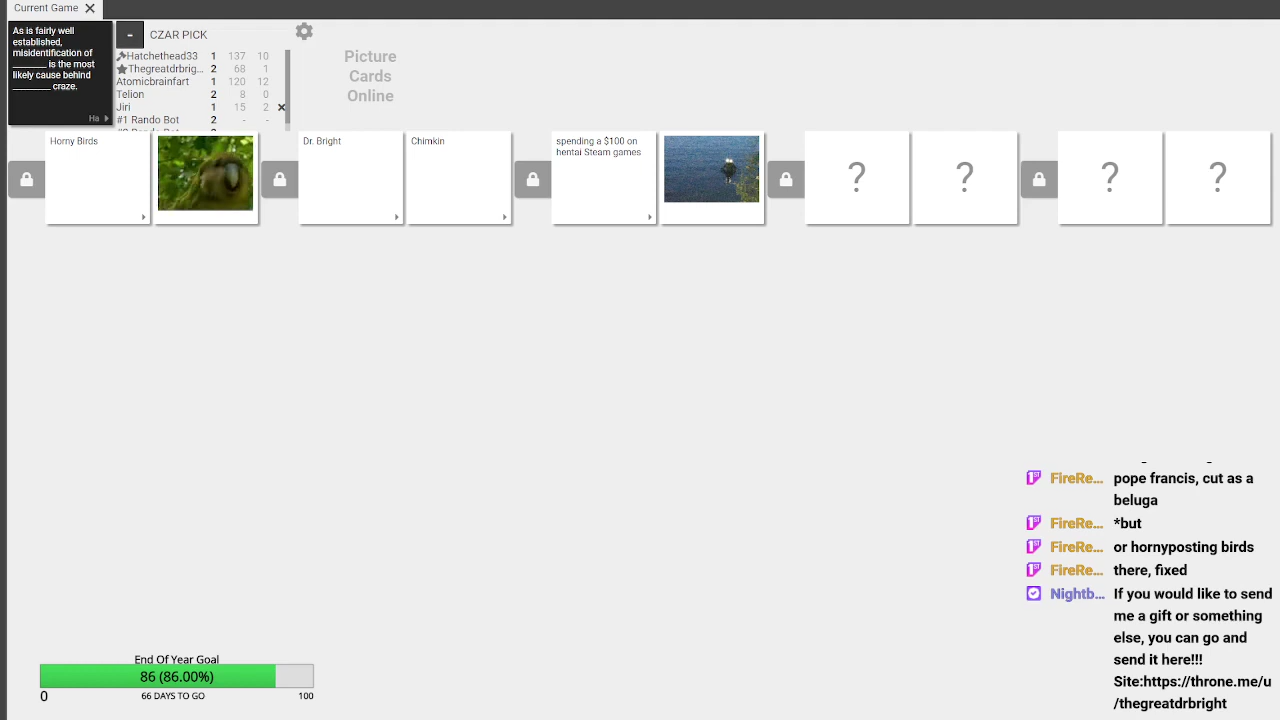 Current Game
As is fairly well
established,
misidentification of
______ is the most
likely cause behind
______ craze.
Ha
-
CZAR PICK
Hatchethead33 1 137 10
Thegreatdrbrig... 2 68 1
Atomicbrainfart 1 120 12
Telion 2 8 0
Jiri 1 15 2
#1 Rando Bot 2 - -
Picture
Cards
Online
Horny Birds
Dr. Bright
Chimkin
spending a $100 on
hentai Steam games
?
?
?
?
FireRe... pope francis, cut as a
beluga
FireRe... *but
FireRe... or hornyposting birds
FireRe... there, fixed
Nightb... If you would like to send
me a gift or something
else, you can go and
send it here!!!
Site:https://throne.me/u
/thegreatdrbright
End Of Year Goal
86 (86.00%)
0
66 DAYS TO GO
100